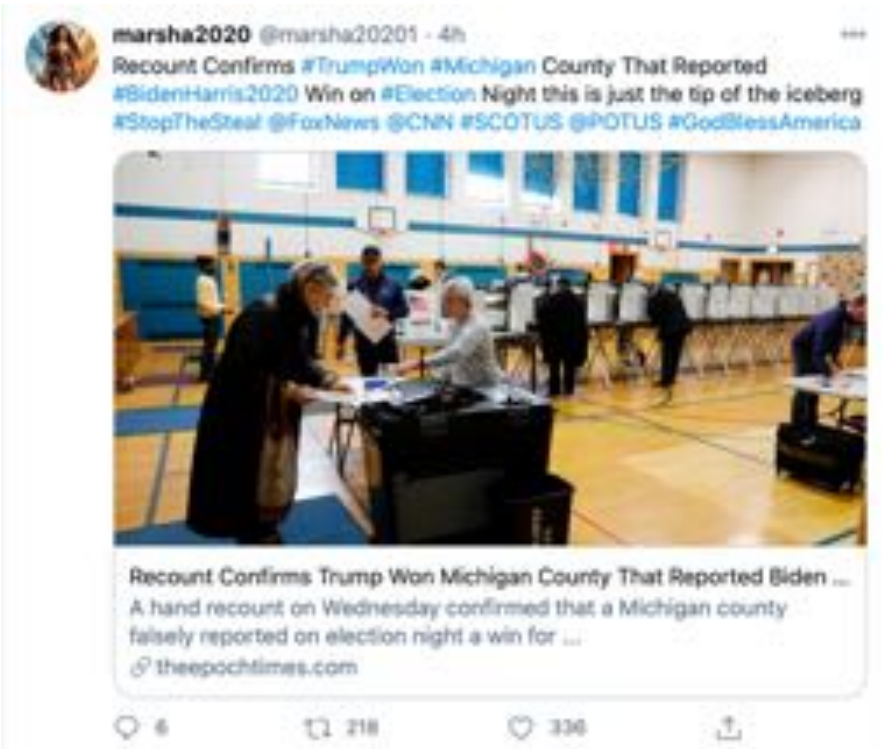 marsha2020 @marsha20201 · 4h
Recount Confirms #TrumpWon #Michigan County That Reported
#BidenHarris2020 Win on #Election Night this is just the tip of the iceberg
#StopTheSteal @FoxNews @CNN #SCOTUS @POTUS #GodBlessAmerica
Recount Confirms Trump Won Michigan County That Reported Biden ...
A hand recount on Wednesday confirmed that a Michigan county
falsely reported on election night a win for ...
theepochtimes.com
6 218 336